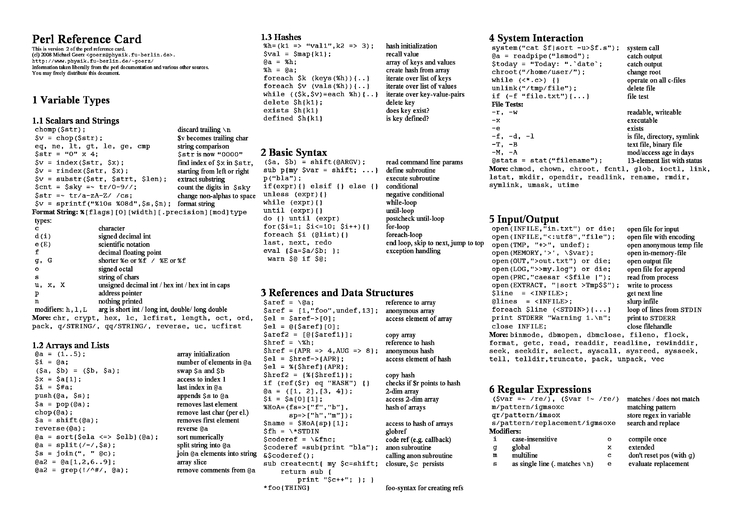 Perl Reference Card
This is version 2 of the perl reference card.
(cl) 2008 Michael Goerz <goerz@physik.fu-berlin.de>.
http://www.physik.fu-berlin.de/~goerz/
Information taken liberally from the perl documentation and various other sources.
You may freely distribute this document.
1 Variable Types
1.1 Scalars and Strings
chomp($str); discard trailing \n
$v = chop($str); $v becomes trailing char
eq, ne, lt, gt, le, ge, cmp string comparison
$str = "0" x 4; $str is now "0000"
$v = index($str, $x); find index of $x in $str,
$v = rindex($str, $x); starting from left or right
$v = substr($str, $strt, $len); extract substring
$cnt = $sky =~ tr/0-9//; count the digits in $sky
$str =~ tr/a-zA-Z/ /cs; change non-alphas to space
$v = sprintf("%10s %08d",$s,$n); format string
Format String: %[flags][0][width][.precision][mod]type
types:
c character
d(i) signed decimal int
e(E) scientific notation
f decimal floating point
g, G shorter %e or %f / %E or %f
o signed octal
s string of chars
u, x, X unsigned decimal int / hex int / hex int in caps
p address pointer
n nothing printed
modifiers: h,l,L arg is short int / long int, double/ long double
More: chr, crypt, hex, lc, lcfirst, length, oct, ord,
pack, q/STRING/, qq/STRING/, reverse, uc, ucfirst
1.2 Arrays and Lists
@a = (1..5); array initialization
$i = @a; number of elements in @a
($a, $b) = ($b, $a); swap $a and $b
$x = $a[1]; access to index 1
$i = $#a; last index in @a
push(@a, $s); appends $s to @a
$a = pop(@a); removes last element
chop(@a); remove last char (per el.)
$a = shift(@a); removes first element
reverse(@a); reverse @a
@a = sort{$ela <=> $elb}(@a); sort numerically
@a = split(/-/,$s); split string into @a
$s = join(", " @c); join @a elements into string
@a2 = @a[1,2,6..9]; array slice
@a2 = grep(!/^#/, @a); remove comments from @a
1.3 Hashes
%h=(k1 => "val1",k2 => 3); hash initialization
$val = $map{k1}; recall value
@a = %h; array of keys and values
%h = @a; create hash from array
foreach $k (keys(%h)){..} iterate over list of keys
foreach $v (vals(%h)){..} iterate over list of values
while (($k,$v)=each %h){..} iterate over key-value-pairs
delete $h{k1}; delete key
exists $h{k1} does key exist?
defined $h{k1} is key defined?
2 Basic Syntax
($a, $b) = shift(@ARGV); read command line params
sub p{my $var = shift; ...} define subroutine
p("bla"); execute subroutine
if(expr){} elsif {} else {} conditional
unless (expr){} negative conditional
while (expr){} while-loop
until (expr){} until-loop
do {} until (expr) postcheck until-loop
for($i=1; $i<=10; $i++){} for-loop
foreach $i (@list){} foreach-loop
last, next, redo end loop, skip to next, jump to top
eval {$a=$a/$b; }; exception handling
warn $@ if $@;
3 References and Data Structures
$aref = \@a; reference to array
$aref = [1,"foo",undef,13]; anonymous array
$el = $aref->[0]; access element of array
$el = @{$aref}[0];
$aref2 = [@{$aref1}]; copy array
$href = \%h; reference to hash
$href ={APR => 4,AUG => 8}; anonymous hash
$el = $href->{APR}; access element of hash
$el = %{$href}{APR};
$href2 = {%{$href1}}; copy hash
if (ref($r) eq "HASH") {} checks if $r points to hash
@a = ([1, 2],[3, 4]); 2-dim array
$i = $a[0][1]; access 2-dim array
%HoA=(fs=>["f","b"], hash of arrays
sp=>["h","m"]);
$name = $HoA{sp}[1]; access to hash of arrays
$fh = \*STDIN globref
$coderef = \&fnc; code ref (e.g. callback)
$coderef =sub{print "bla"}; anon subroutine
&$coderef(); calling anon subroutine
sub createcnt{ my $c=shift; closure, $c persists
return sub {
print "$c++"; }; }
*foo{THING} foo-syntax for creating refs
4 System Interaction
system("cat $f|sort -u>$f.s"); system call
@a = readpipe("lsmod"); catch output
$today = "Today: ".`date`; catch output
chroot("/home/user/"); change root
while (<*.c>) {} operate on all c-files
unlink("/tmp/file"); delete file
if (-f "file.txt"){...} file test
File Tests:
-r, -w readable, writeable
-x executable
-e exists
-f, -d, -l is file, directory, symlink
-T, -B text file, binary file
-M, -A mod/access age in days
@stats = stat("filename"); 13-element list with status
More: chmod, chown, chroot, fcntl, glob, ioctl, link,
lstat, mkdir, opendir, readlink, rename, rmdir,
symlink, umask, utime
5 Input/Output
open(INFILE,"in.txt") or die; open file for input
open(INFILE,"<:utf8","file"); open file with encoding
open(TMP, "+>", undef); open anonymous temp file
open(MEMORY,'>', \$var); open in-memory-file
open(OUT,">out.txt") or die; open output file
open(LOG,">>my.log") or die; open file for append
open(PRC,"caesar <$file |"); read from process
open(EXTRACT, "|sort >Tmp$$"); write to process
$line = <INFILE>; get next line
@lines = <INFILE>; slurp infile
foreach $line (<STDIN>){...} loop of lines from STDIN
print STDERR "Warning 1.\n"; print to STDERR
close INFILE; close filehandle
More: binmode, dbmopen, dbmclose, fileno, flock,
format, getc, read, readdir, readline, rewinddir,
seek, seekdir, select, syscall, sysreed, sysseek,
tell, telldir,truncate, pack, unpack, vec
6 Regular Expressions
($var =~ /re/), ($var !~ /re/) matches / does not match
m/pattern/igmsoxc matching pattern
qr/pattern/imsox store regex in variable
s/pattern/replacement/igmsoxe search and replace
Modifiers:
i case-insensitive o compile once
g global x extended
m multiline c don't reset pos (with g)
s as single line (. matches \n) e evaluate replacement